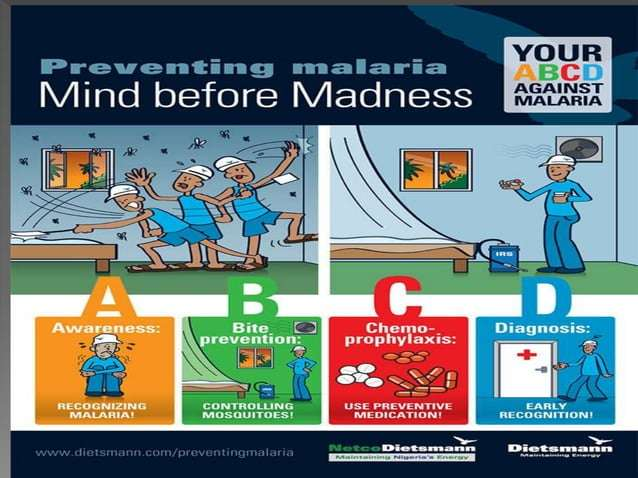 Preventing malaria
Mind before Madness
YOUR
ABCD
AGAINST
MALARIA
IRS
A
Awareness:
RECOGNIZING
MALARIA!
B
Bite
prevention:
CONTROLLING
MOSQUITOES!
C
Chemo-
prophylaxis:
USE PREVENTIVE
MEDICATION!
D
Diagnosis:
EARLY
RECOGNITION!
www.dietsmann.com/preventingmalaria
NetcoDietsmann
Maintaining Nigeria's Energy
Dietsmann
Maintaining Energy